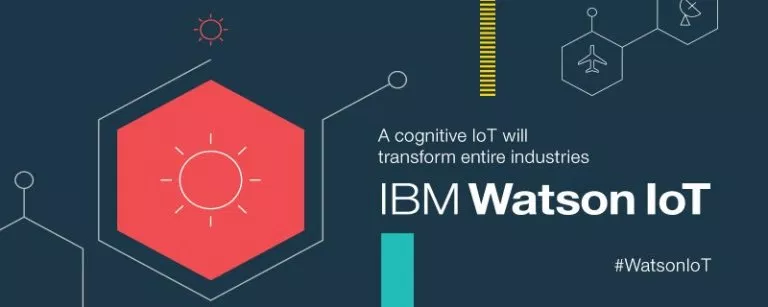 A cognitive IoT will
transform entire industries
IBM Watson IoT
#WatsonIoT